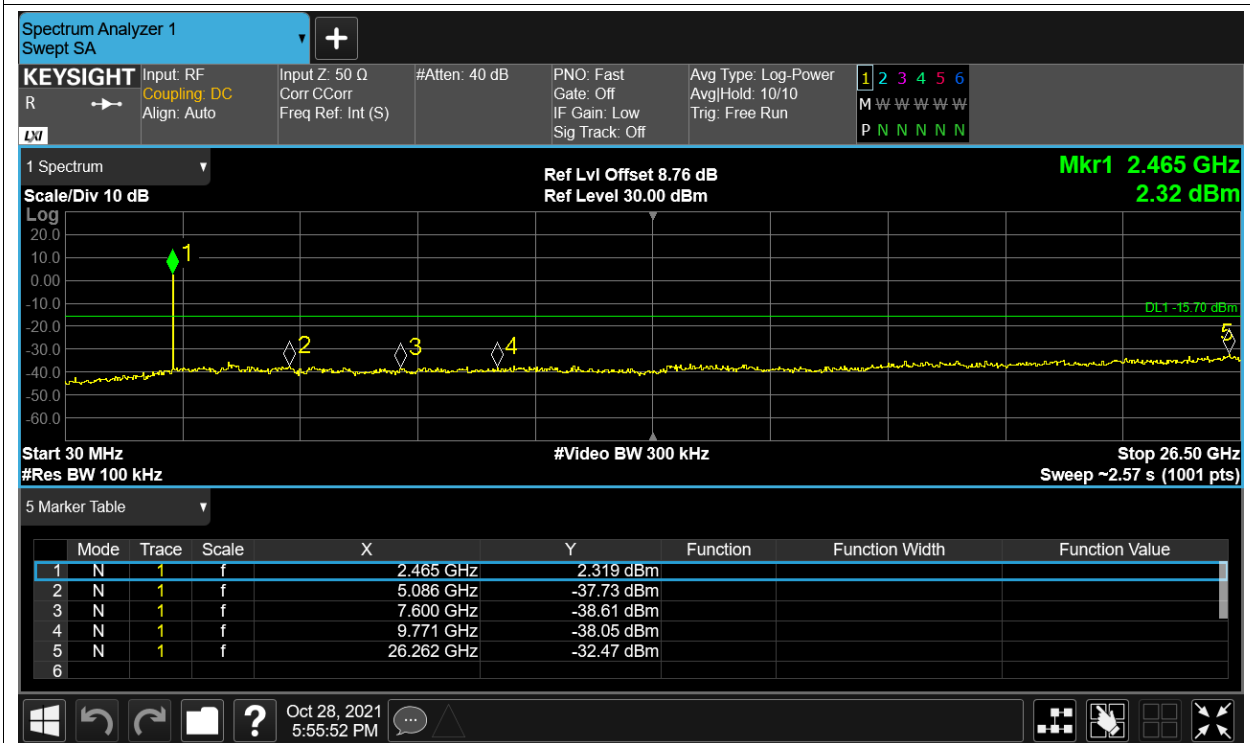 Spectrum Analyzer 1
Swept SA
+
KEYSIGHT Input: RF Input Z: 50 Ω #Atten: 40 dB PNO: Fast Avg Type: Log-Power 1 2 3 4 5 6
R Coupling: DC Corr CCorr Gate: Off Avg|Hold: 10/10 M W W W W W
Align: Auto Freq Ref: Int (S) IF Gain: Low Trig: Free Run
LXI Sig Track: Off P N N N N N
1 Spectrum Ref Lvl Offset 8.76 dB Mkr1 2.465 GHz
Scale/Div 10 dB Ref Level 30.00 dBm 2.32 dBm
Log
20.0
10.0 1
0.00
-10.0 DL1 -15.70 dBm
-20.0
-30.0 2 3 4 5
-40.0
-50.0
-60.0
Start 30 MHz #Video BW 300 kHz Stop 26.50 GHz
#Res BW 100 kHz Sweep ~2.57 s (1001 pts)
5 Marker Table
Mode Trace Scale X Y Function Function Width Function Value
1 N 1 f 2.465 GHz 2.319 dBm
2 N 1 f 5.086 GHz -37.73 dBm
3 N 1 f 7.600 GHz -38.61 dBm
4 N 1 f 9.771 GHz -38.05 dBm
5 N 1 f 26.262 GHz -32.47 dBm
6
? Oct 28, 2021
5:55:52 PM